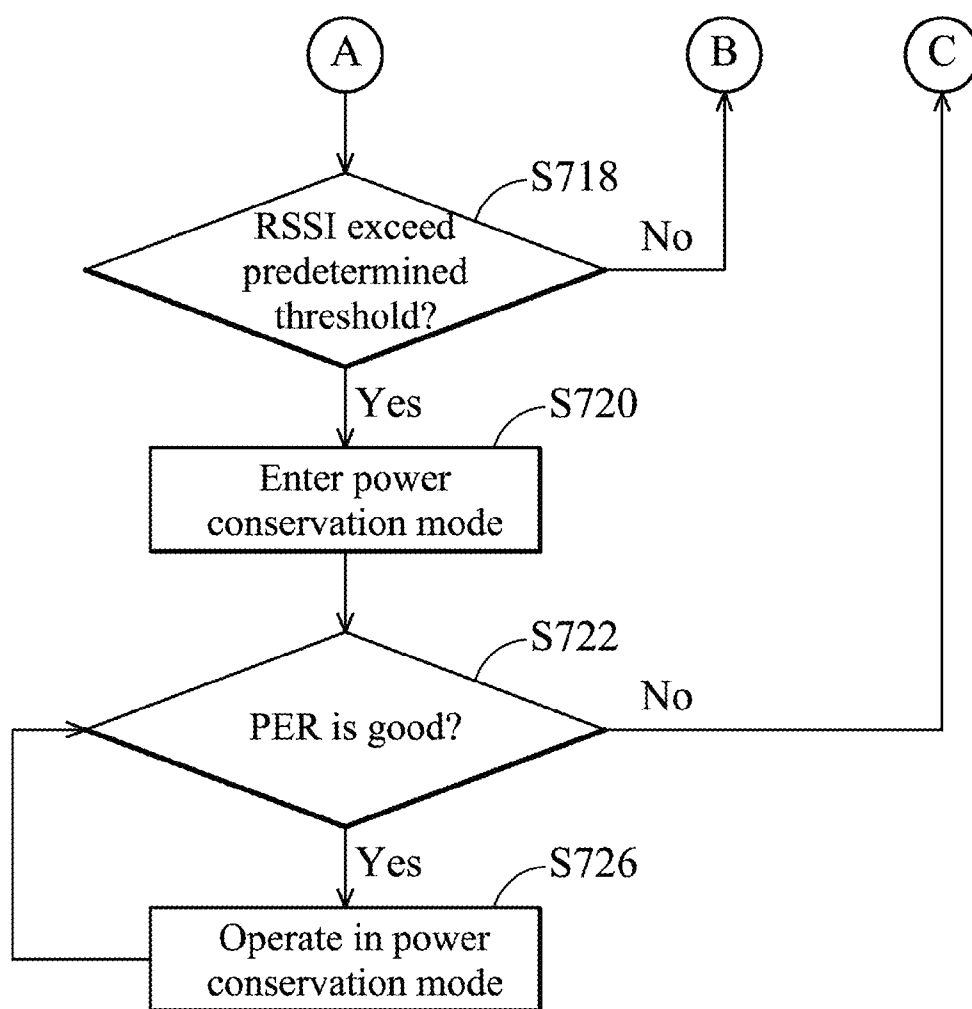 A
B
C
S718
RSSI exceed
predetermined
threshold?
No
Yes
S720
Enter power
conservation mode
S722
PER is good?
No
Yes
S726
Operate in power
conservation mode